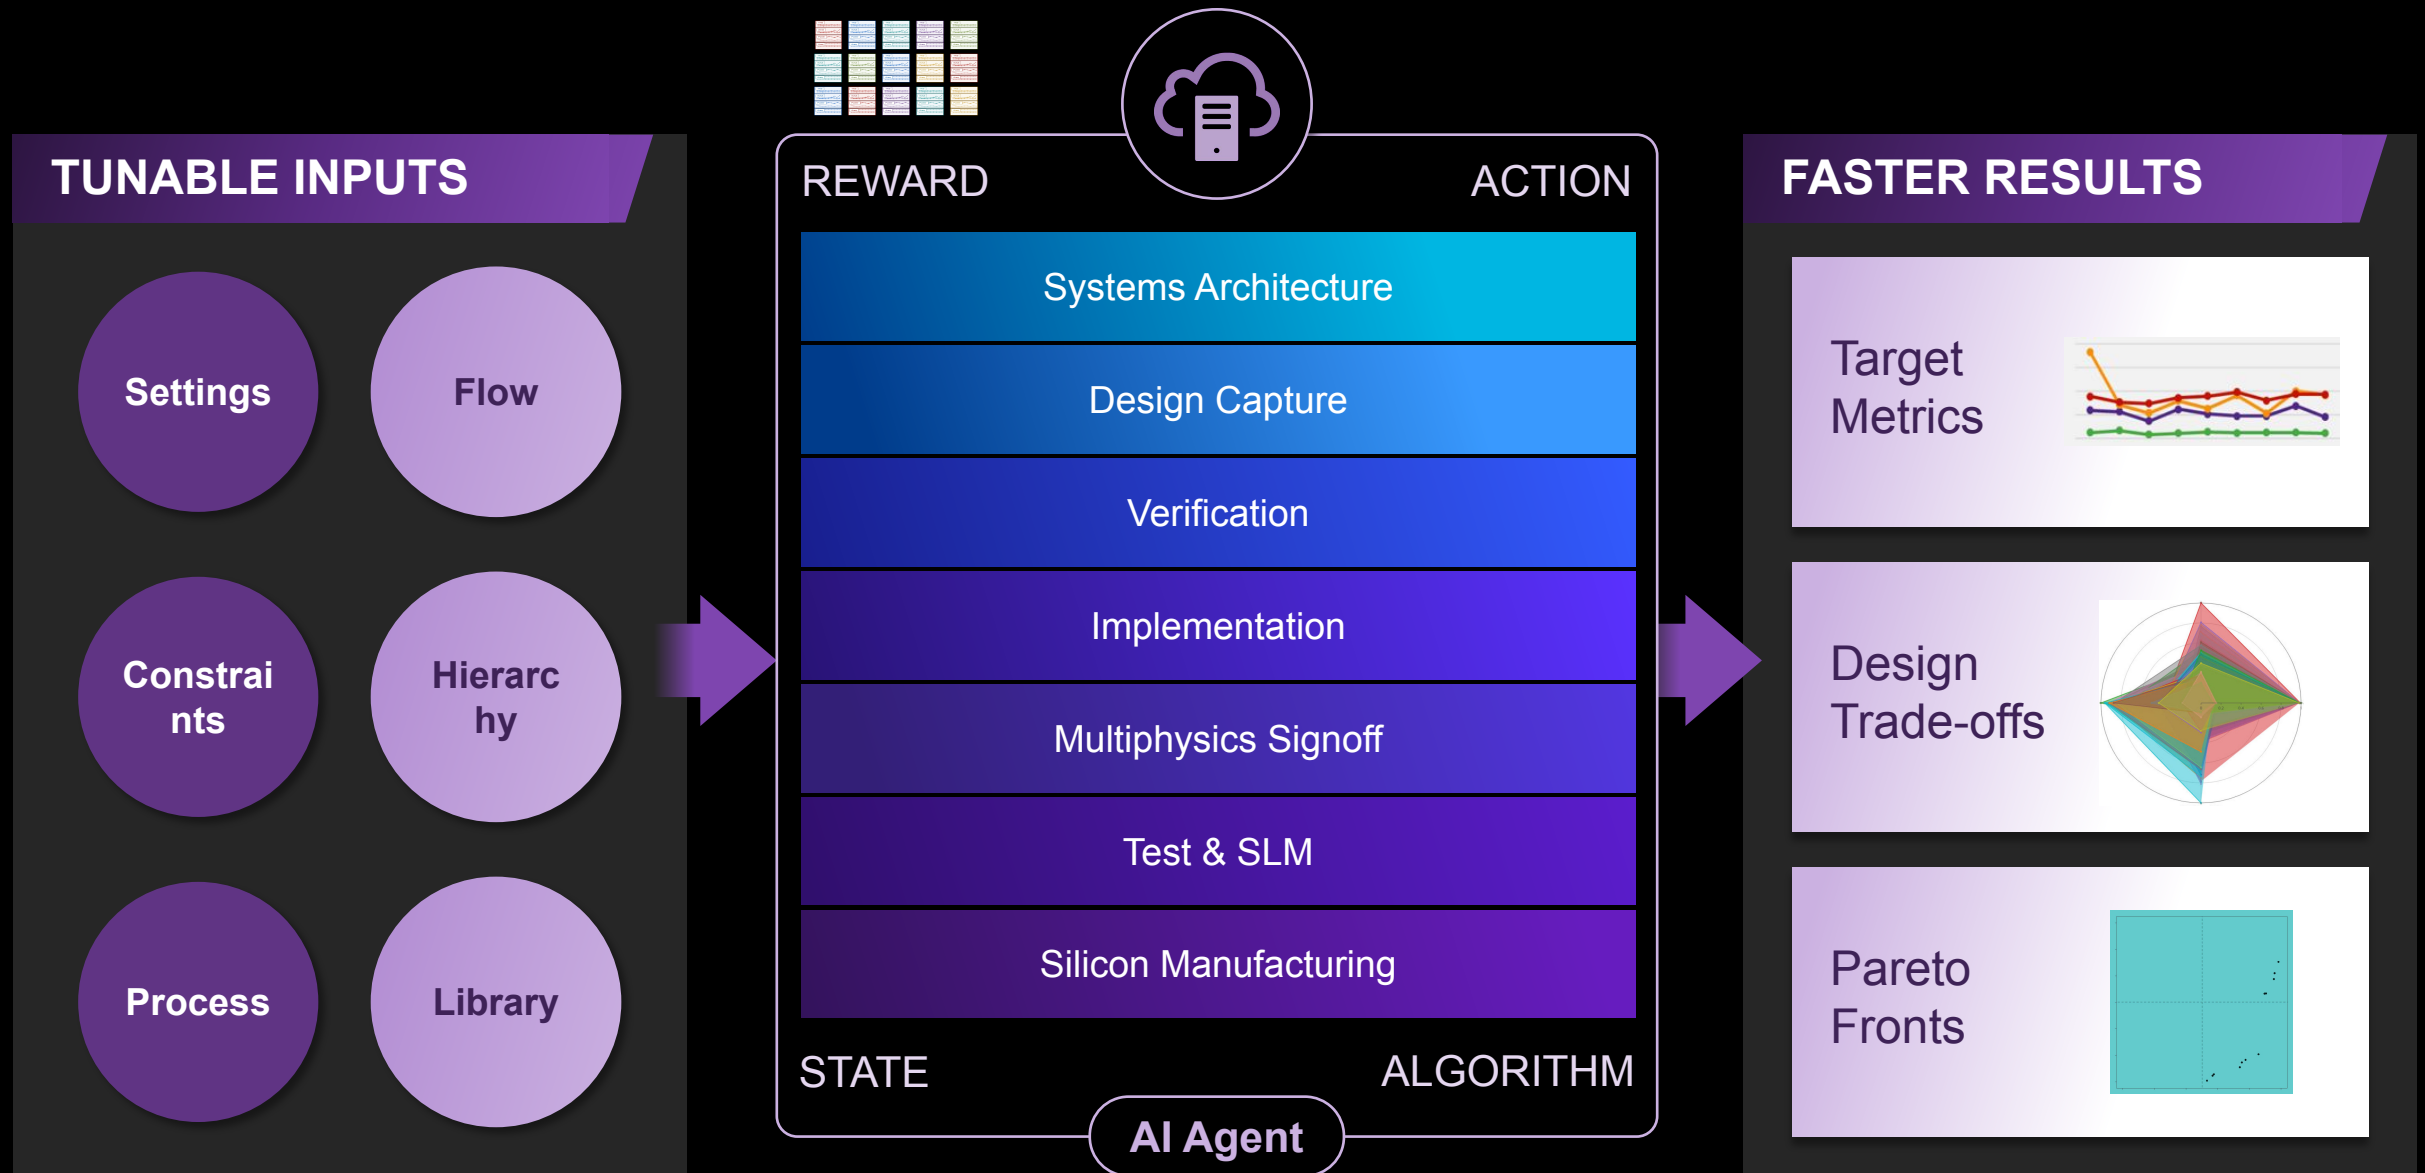 TUNABLE INPUTS
Settings
Flow
Constrai
nts
Hierarc
hy
Process
Library
REWARD
ACTION
Systems Architecture
Design Capture
Verification
Implementation
Multiphysics Signoff
Test & SLM
Silicon Manufacturing
STATE
ALGORITHM
AI Agent
FASTER RESULTS
Target
Metrics
Design
Trade-offs
Pareto
Fronts